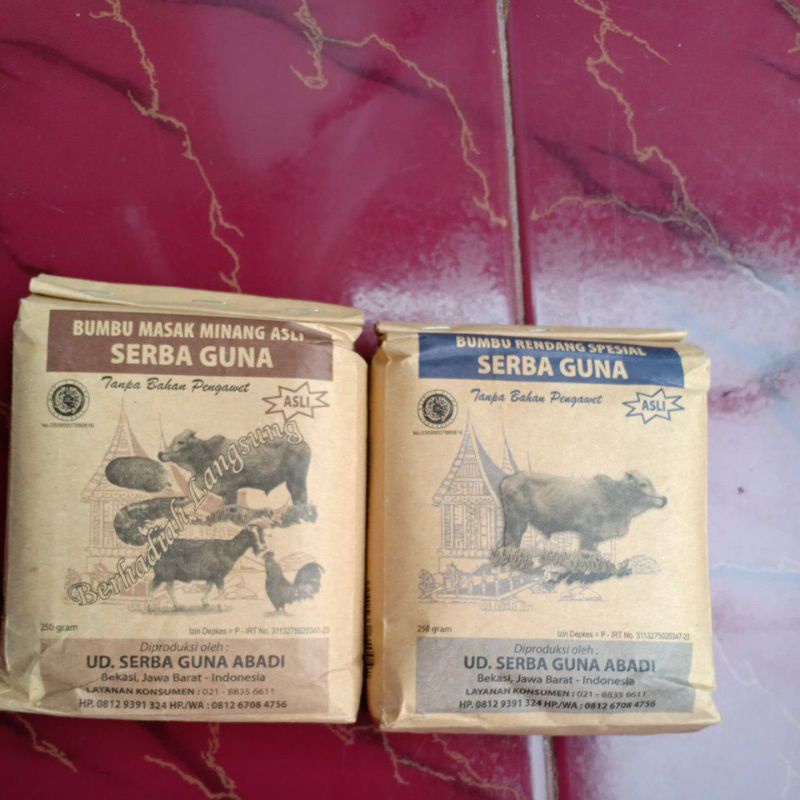 BUMBU MASAK MINANG ASLI
SERBA GUNA
Tanpa Bahan Pengawet
ASLI
Berhadiah Langsung
250 gram
Izin Depkes = P - IRT No. 3113275020347-23
Diproduksi oleh :
UD. SERBA GUNA ABADI
Bekasi, Jawa Barat - Indonesia
LAYANAN KONSUMEN : 021 - 8835 6611
HP. 0812 9391 324 HP./WA : 0812 6708 4756
BUMBU RENDANG SPESIAL
SERBA GUNA
Tanpa Bahan Pengawet
ASLI
250 gram
Izin Depkes = P - IRT No. 3113275020347-23
Diproduksi oleh :
UD. SERBA GUNA ABADI
Bekasi, Jawa Barat - Indonesia
LAYANAN KONSUMEN : 021 - 8835 6611
HP. 0812 9391 324 HP./WA : 0812 6708 4756